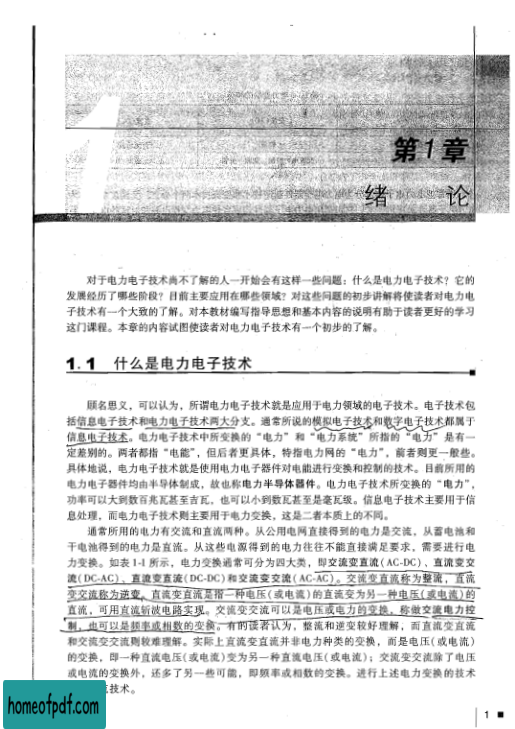 1
第1章
绪 论
对于电力电子技术尚不了解的人一开始会有这样一些问题：什么是电力电子技术？它的
发展经历了哪些阶段？目前主要应用在哪些领域？对这些问题的初步讲解将使读者对电力电
子技术有一个大致的了解。对本教材编写指导思想和基本内容的说明有助于读者更好的学习
这门课程。本章的内容试图使读者对电力电子技术有一个初步的了解。
1.1 什么是电力电子技术
顾名思义，可以认为，所谓电力电子技术就是应用于电力领域的电子技术。电子技术包
括信息电子技术和电力电子技术两大分支。通常所说的模拟电子技术和数字电子技术都属于
信息电子技术。电力电子技术中所变换的“电力”和“电力系统”所指的“电力”是有一
定差别的。两者都指“电能”，但后者更具体，特指电力网的“电力”，前者则更一般些。
具体地说，电力电子技术就是使用电力电子器件对电能进行变换和控制的技术。目前所用的
电力电子器件均由半导体制成，故也称电力半导体器件。电力电子技术所变换的“电力”，
功率可以大到数百兆瓦甚至吉瓦，也可以小到数瓦甚至是毫瓦级。信息电子技术主要用于信
息处理，而电力电子技术则主要用于电力变换，这是二者本质上的不同。
通常所用的电力有交流和直流两种。从公用电网直接得到的电力是交流，从蓄电池和
干电池得到的电力是直流。从这些电源得到的电力往往不能直接满足要求，需要进行电
力变换。如表 1-1 所示，电力变换通常可分为四大类，即交流变直流(AC-DC)、直流变交
流(DC-AC)、直流变直流(DC-DC)和交流变交流(AC-AC)。交流变直流称为整流，直流
变交流称为逆变。直流变直流是指一种电压(或电流)的直流变为另一种电压(或电流)的
直流，可用直流斩波电路实现。交流变交流可以是电压或电力的变换，称做交流电力控
制，也可以是频率或相数的变换。有的读者认为，整流和逆变较好理解，而直流变直流
和交流变交流则较难理解。实际上直流变直流并非电力种类的变换，而是电压(或电流)
的变换，即一种直流电压(或电流)变为另一种直流电压(或电流)；交流变交流除了电压
或电流的变换外，还多了另一些可能，即频率或相数的变换。进行上述电力变换的技术
技术。
homeofpdf.com
1